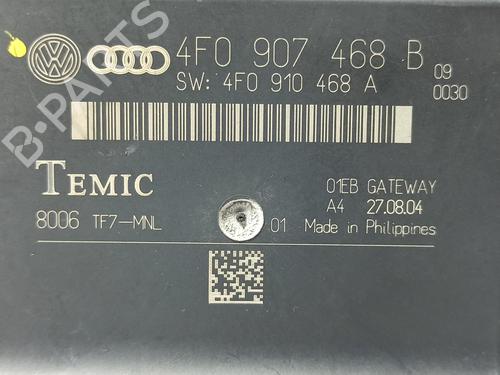 4F0 907 468 B
SW: 4F0 910 468 A
09
0030
TEMIC
8006 TF7-MNL
01EB GATEWAY
A4 27.08.04
01 Made in Philippines
B-PARTS